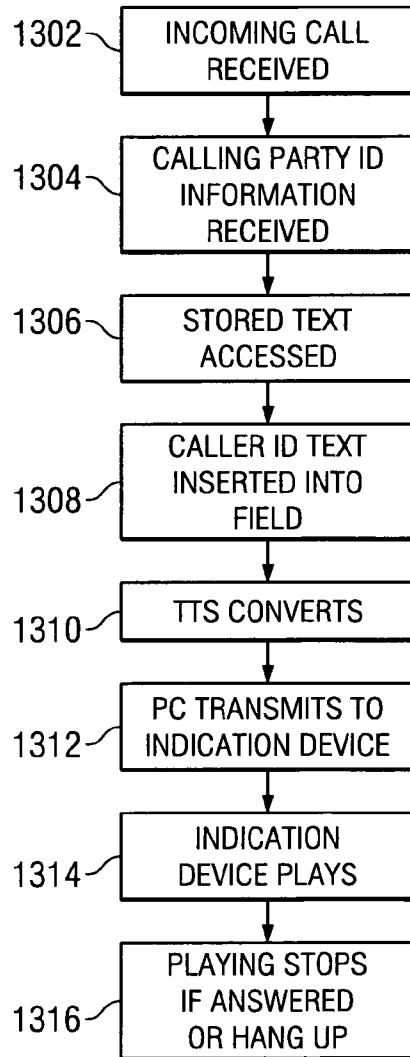 1302
INCOMING CALL
RECEIVED
1304
CALLING PARTY ID
INFORMATION
RECEIVED
1306
STORED TEXT
ACCESSED
1308
CALLER ID TEXT
INSERTED INTO
FIELD
1310
TTS CONVERTS
1312
PC TRANSMITS TO
INDICATION DEVICE
1314
INDICATION
DEVICE PLAYS
1316
PLAYING STOPS
IF ANSWERED
OR HANG UP